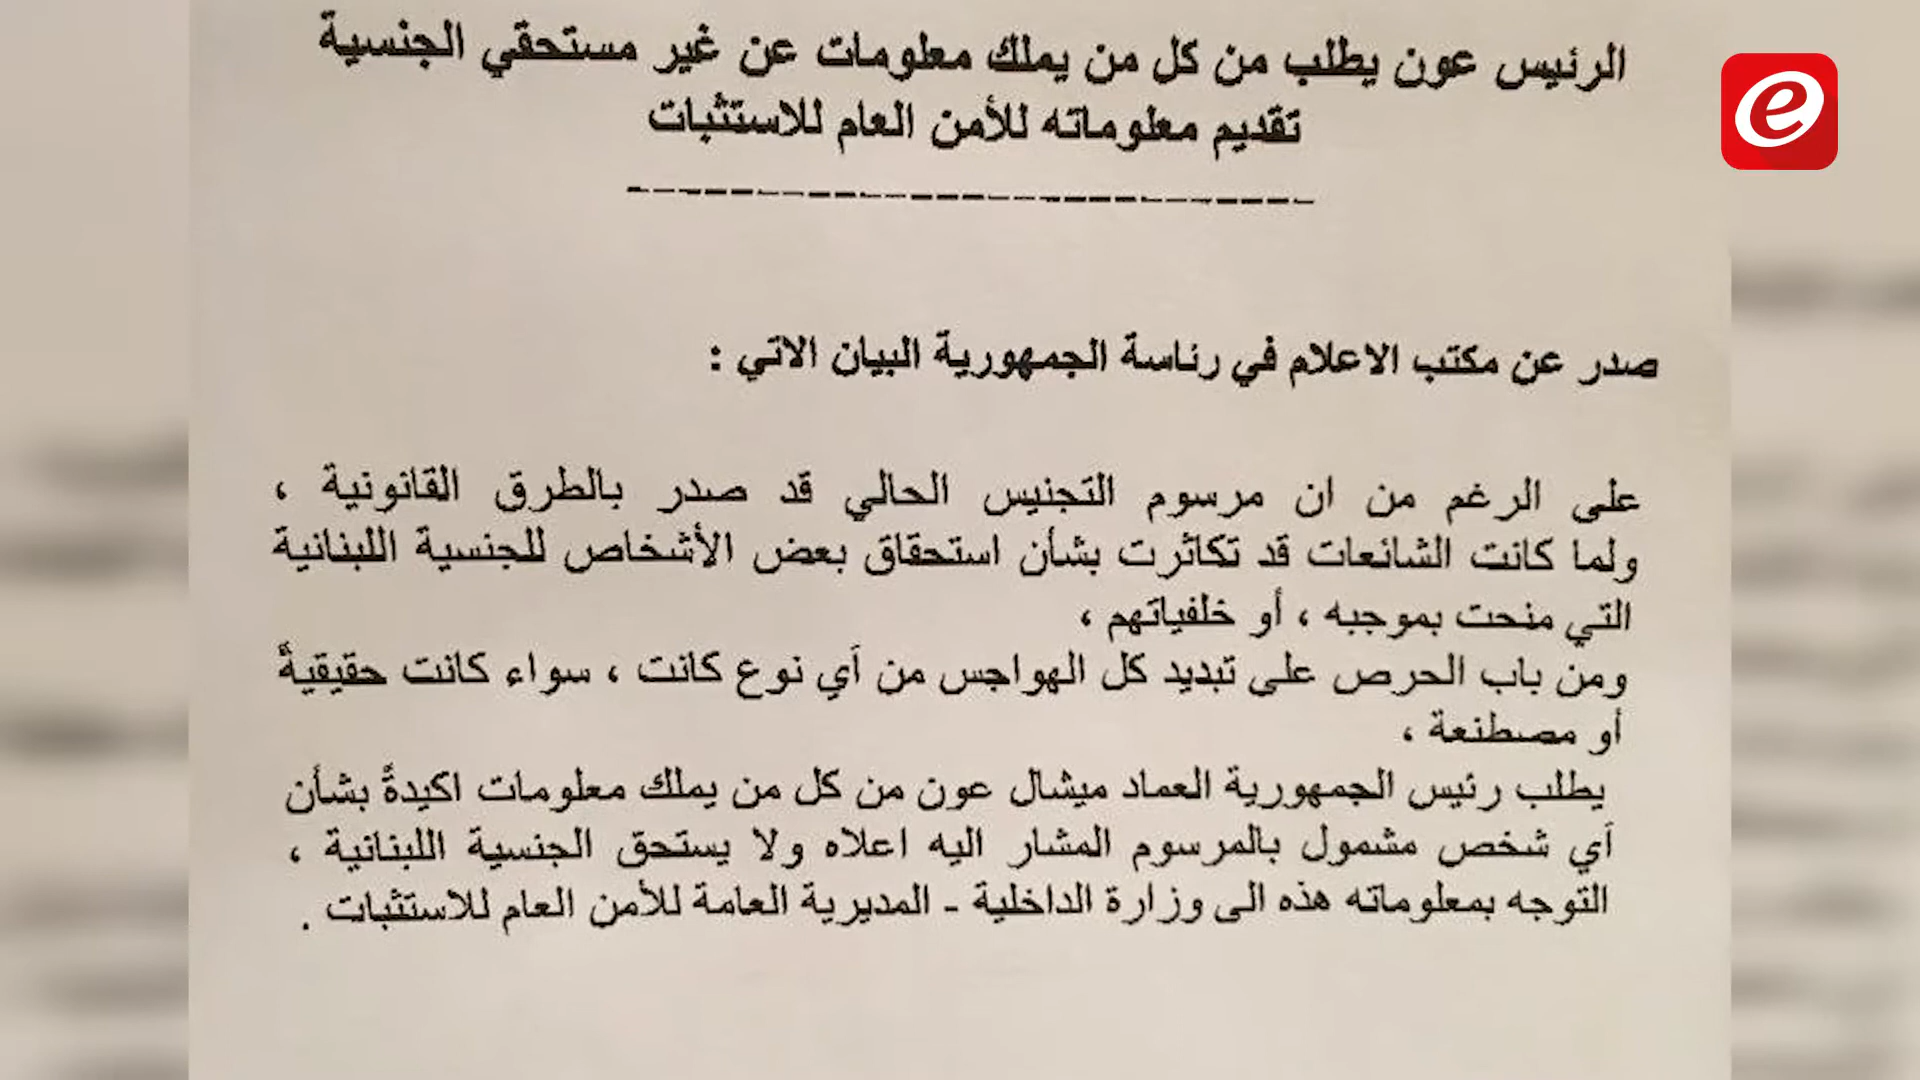 الرئيس عون يطلب من كل من يملك معلومات عن غير مستحقي الجنسية
تقديم معلوماته للأمن العام للاستثبات
صدر عن مكتب الاعلام في رئاسة الجمهورية البيان الاتي :
على الرغم من ان مرسوم التجنيس الحالي قد صدر بالطرق القانونية ،
ولما كانت الشائعات قد تكاثرت بشأن استحقاق بعض الأشخاص للجنسية اللبنانية
التي منحت بموجبه ، أو خلفياتهم ،
ومن باب الحرص على تبديد كل الهواجس من أي نوع كانت ، سواء كانت حقيقيةً
أو مصطنعة ،
يطلب رئيس الجمهورية العماد ميشال عون من كل من يملك معلومات اكيدةً بشأن
أي شخص مشمول بالمرسوم المشار اليه اعلاه ولا يستحق الجنسية اللبنانية ،
التوجه بمعلوماته هذه الى وزارة الداخلية - المديرية العامة للأمن العام للاستثبات .
e